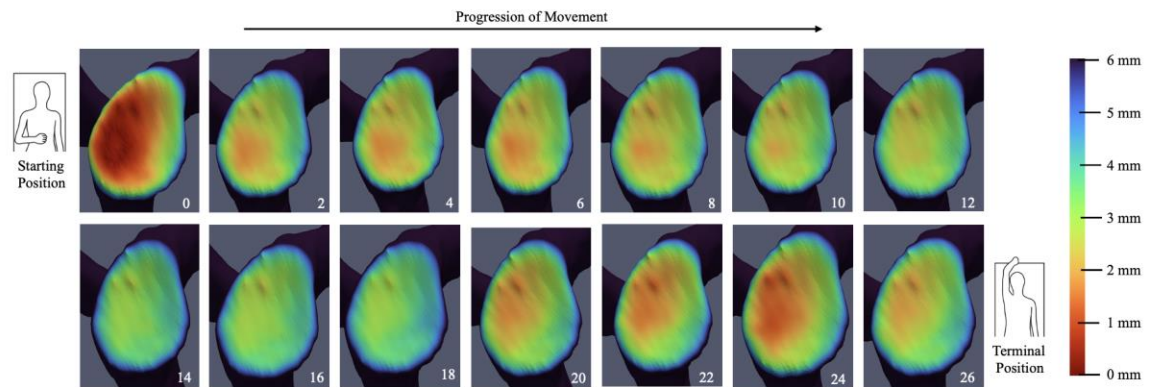 Progression of Movement
Starting
Position
0
2
4
6
8
10
12
14
16
18
20
22
24
26
Terminal
Position
6 mm
5 mm
4 mm
3 mm
2 mm
1 mm
0 mm